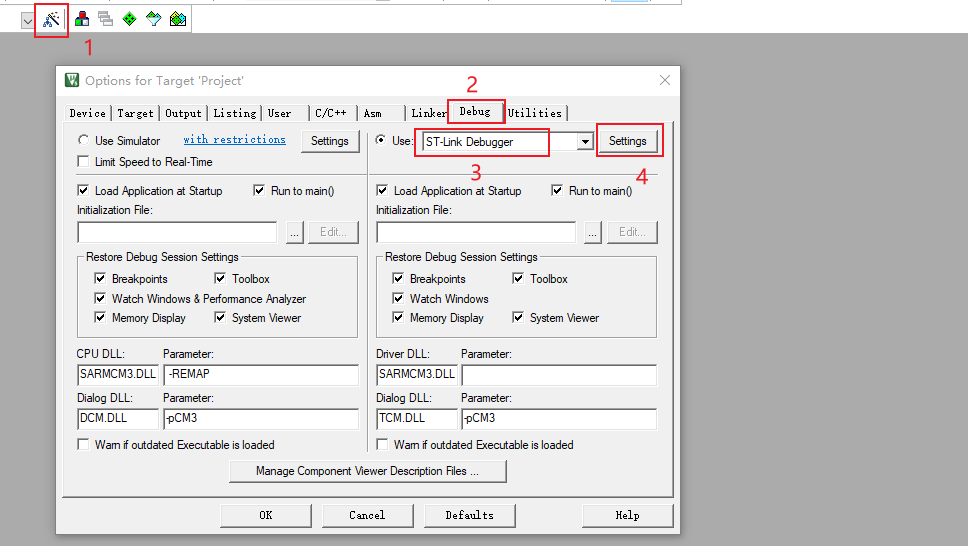 1
Options for Target 'Project'
2
Device Target Output Listing User C/C++ Asm Linker Debug Utilities
Use Simulator with restrictions Settings Use: ST-Link Debugger Settings
Limit Speed to Real-Time
3 4
Load Application at Startup Run to main() Load Application at Startup Run to main()
Initialization File: Initialization File:
... Edit... ... Edit...
Restore Debug Session Settings Restore Debug Session Settings
Breakpoints Toolbox Breakpoints Toolbox
Watch Windows & Performance Analyzer Watch Windows
Memory Display System Viewer Memory Display System Viewer
CPU DLL: Parameter: Driver DLL: Parameter:
SARMCM3.DLL -REMAP SARMCM3.DLL
Dialog DLL: Parameter: Dialog DLL: Parameter:
DCM.DLL -pCM3 TCM.DLL -pCM3
Warn if outdated Executable is loaded Warn if outdated Executable is loaded
Manage Component Viewer Description Files ...
OK Cancel Defaults Help